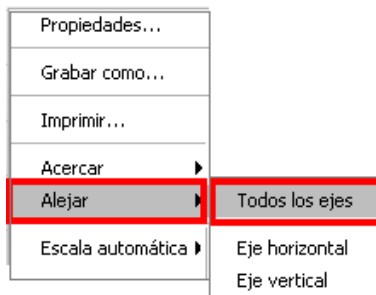 Propiedades...
Grabar como...
Imprimir...
Acercar
Alejar
Todos los ejes
Escala automática
Eje horizontal
Eje vertical